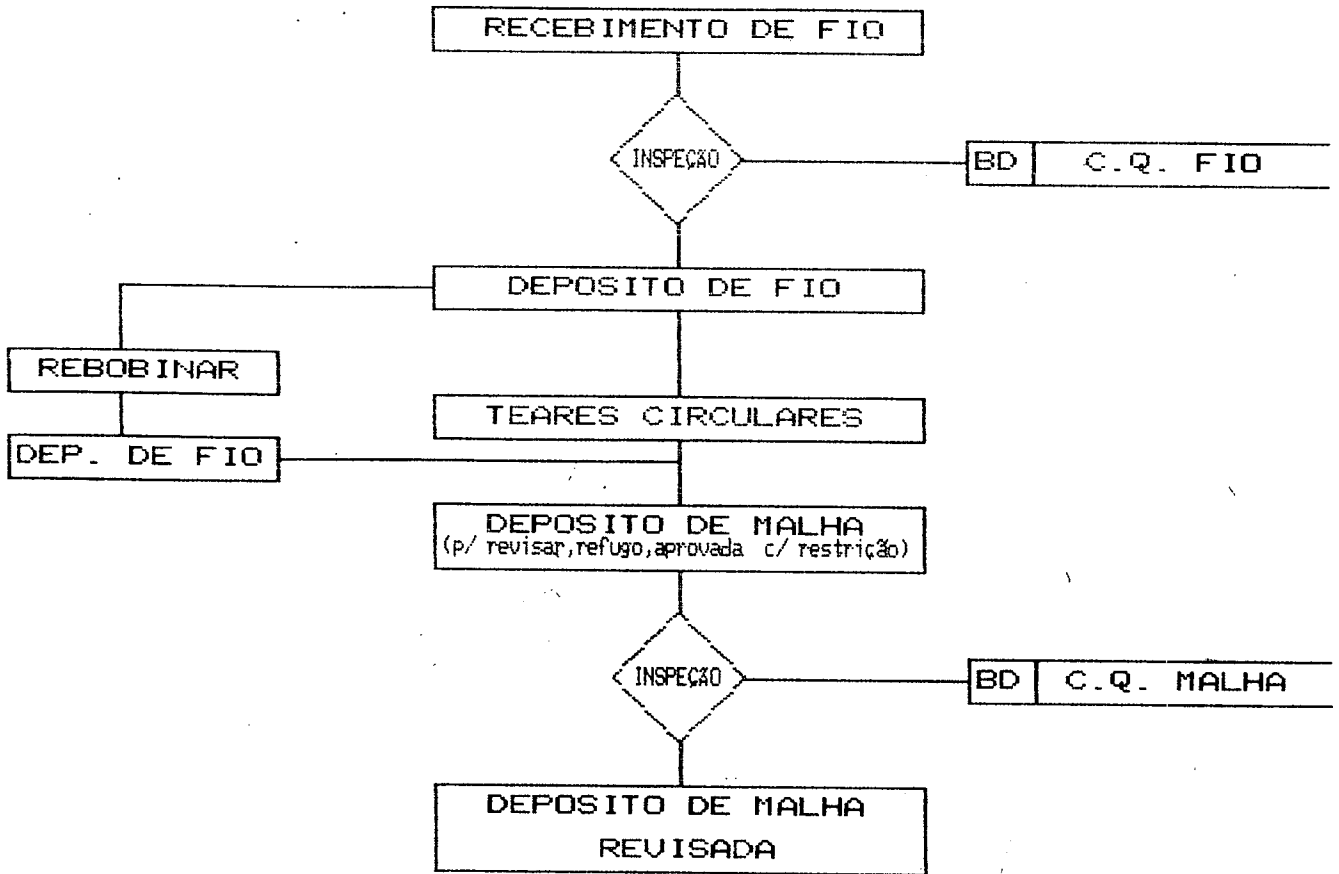 RECEBIMENTO DE FIO
INSPEÇÃO
BD C.Q. FIO
DEPOSITO DE FIO
REBOBINAR
TEARES CIRCULARES
DEP. DE FIO
DEPOSITO DE MALHA
(p/ revisar,refugo,aprovada c/ restrição)
INSPEÇÃO
BD C.Q. MALHA
DEPOSITO DE MALHA
REVISADA